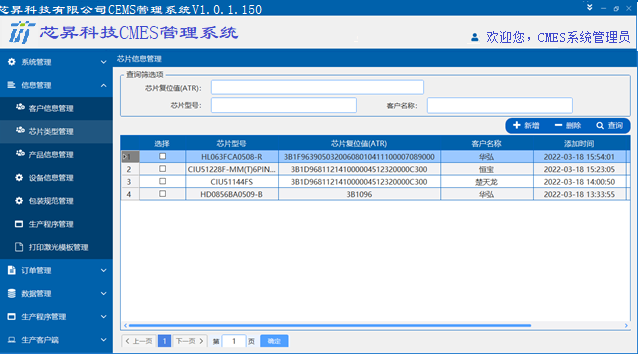 芯昇科技有限公司CEMS管理系统V1.0.1.150
芯昇科技CMES管理系统
欢迎您，CMES系统管理员
系统管理
信息管理
客户信息管理
芯片类型管理
产品信息管理
设备信息管理
包装规范管理
生产程序管理
打印激光模板管理
订单管理
数据管理
生产程序管理
生产客户端
芯片信息管理
查询筛选项
芯片复位值(ATR):
芯片型号:
客户名称:
新增 删除 查询
选择 芯片型号 芯片复位值(ATR) 客户名称 添加时间
1 HL063FCA0508-R 3B1F96390503200608010411100007089000 华弘 2022-03-18 15:54:01
2 CIU51228F-MM(T)6PIN... 3B1D968112141000004512320000C300 恒宝 2022-03-18 15:23:05
3 CIU51144FS 3B1D968112141000004512320000C300 楚天龙 2022-03-18 14:00:50
4 HD0856BA0509-B 3B1096 华弘 2022-03-18 13:33:55
上一页 1 下一页 第 1 页 确定